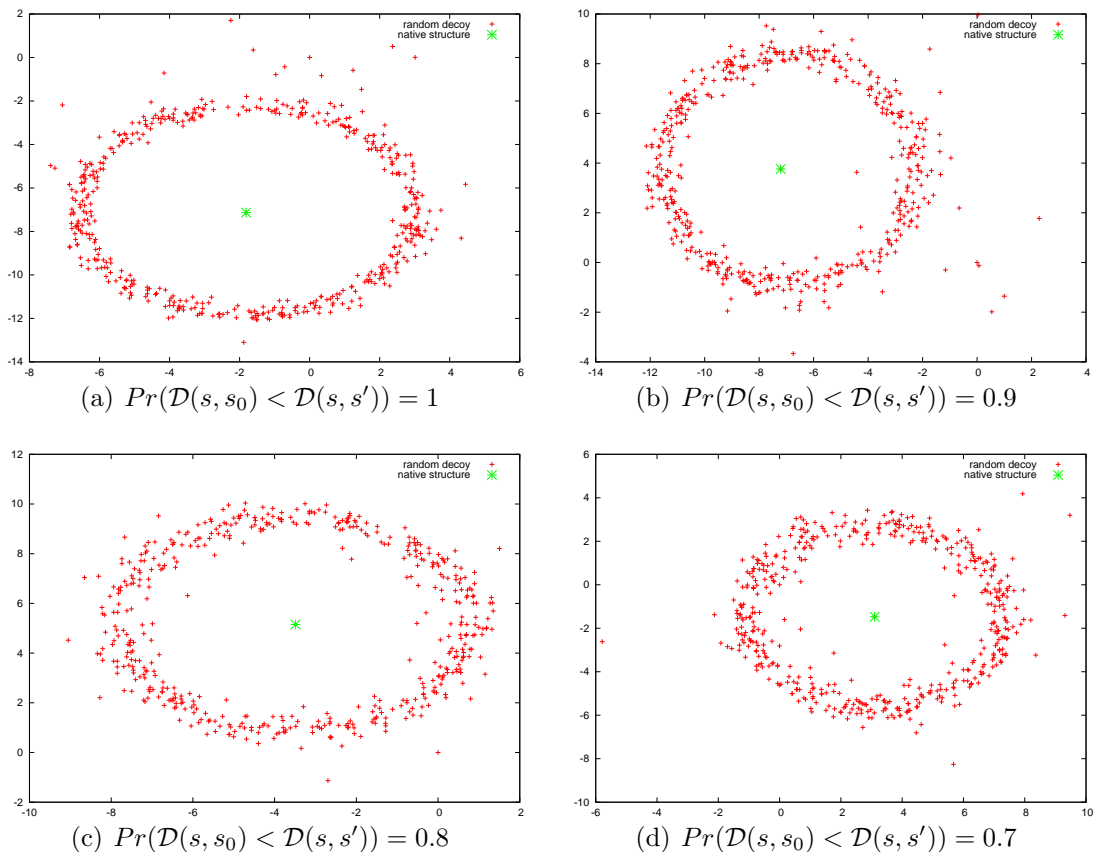 random decoy
native structure
2
0
-2
-4
-6
-8
-10
-12
-14
-8 -6 -4 -2 0 2 4 6
(a) Pr(𝒟(s, s₀) < 𝒟(s, s′)) = 1
random decoy
native structure
10
8
6
4
2
0
-2
-4
-14 -12 -10 -8 -6 -4 -2 0 2 4
(b) Pr(𝒟(s, s₀) < 𝒟(s, s′)) = 0.9
random decoy
native structure
12
10
8
6
4
2
0
-2
-10 -8 -6 -4 -2 0 2
(c) Pr(𝒟(s, s₀) < 𝒟(s, s′)) = 0.8
random decoy
native structure
6
4
2
0
-2
-4
-6
-8
-10
-6 -4 -2 0 2 4 6 8 10
(d) Pr(𝒟(s, s₀) < 𝒟(s, s′)) = 0.7